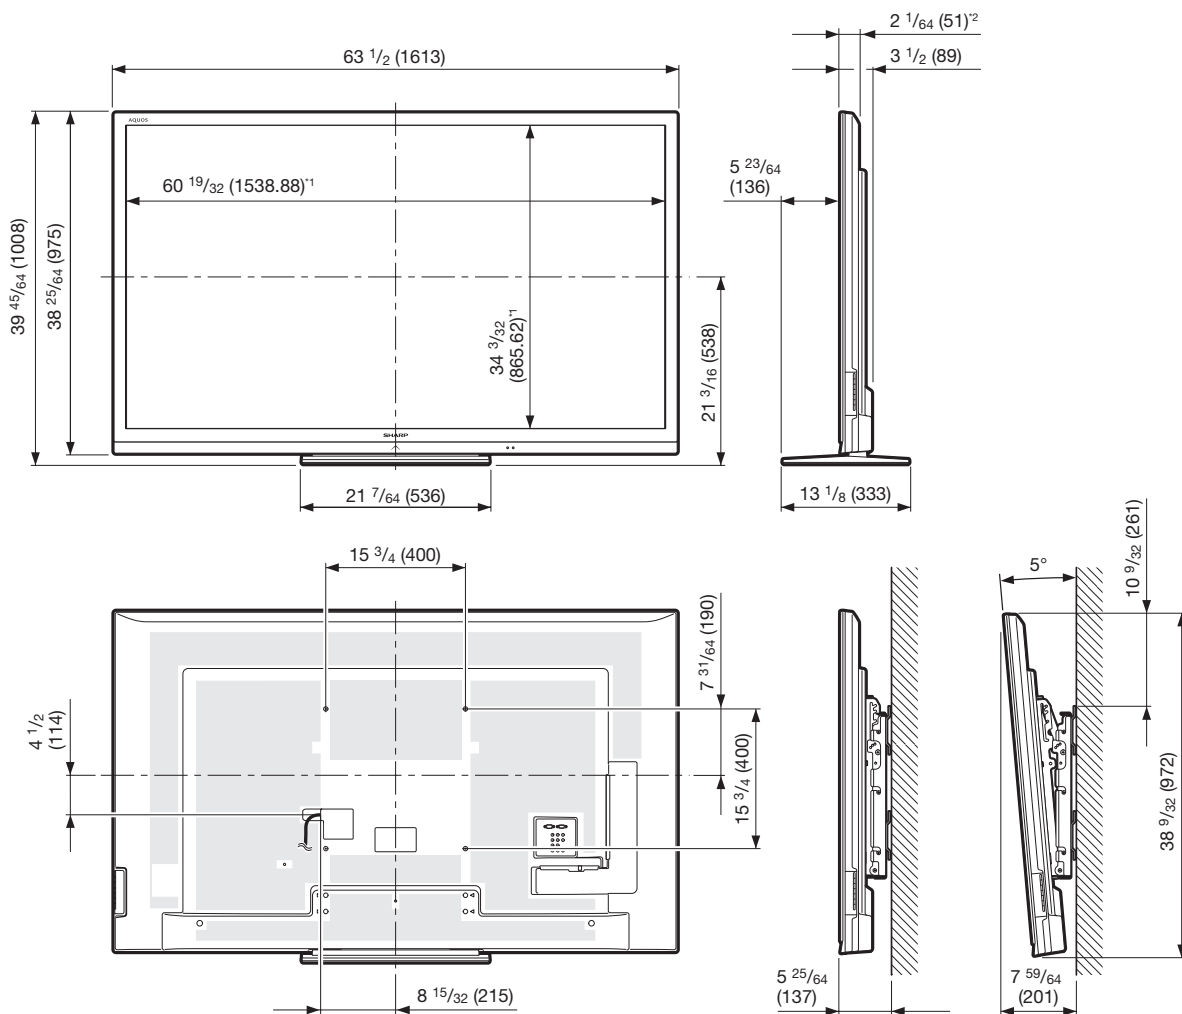 2 1/64 (51)*2
63 1/2 (1613)
3 1/2 (89)
AQUOS
5 23/64
(136)
60 19/32 (1538.88)*1
39 45/64 (1008)
38 25/64 (975)
34 3/32
(865.62)*1
21 3/16 (538)
SHARP
21 7/64 (536)
13 1/8 (333)
15 3/4 (400)
10 9/32 (261)
5°
7 31/64 (190)
4 1/2
(114)
15 3/4 (400)
38 9/32 (972)
8 15/32 (215)
5 25/64
(137)
7 59/64
(201)